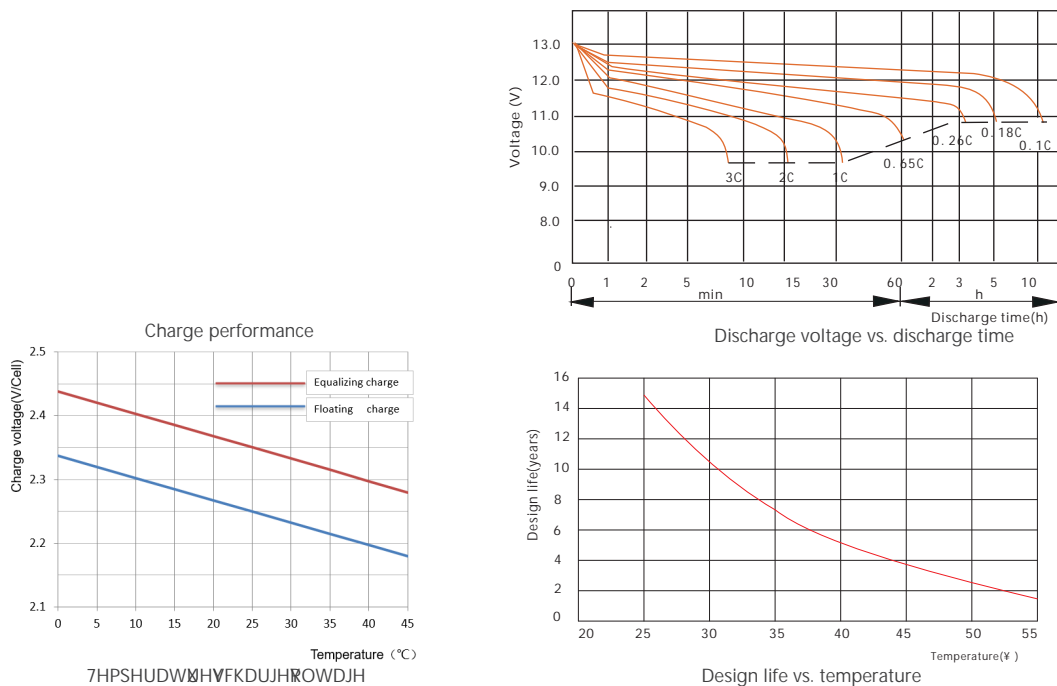 13.0
12.0
11.0
10.0
9.0
8.0
0
Voltage (V)
3C 2C 1C 0.65C 0.26C 0.18C 0.1C
0 1 2 5 10 15 30 60 2 3 5 10
min h
Discharge time(h)
Discharge voltage vs. discharge time
Charge performance
2.5
2.4
2.3
2.2
2.1
Charge voltage(V/Cell)
Equalizing charge
Floating charge
0 5 10 15 20 25 30 35 40 45
Temperature（℃）
16
14
12
10
8
6
4
2
0
Design life(years)
20 25 30 35 40 45 50 55
Temperature(¥ )
Design life vs. temperature